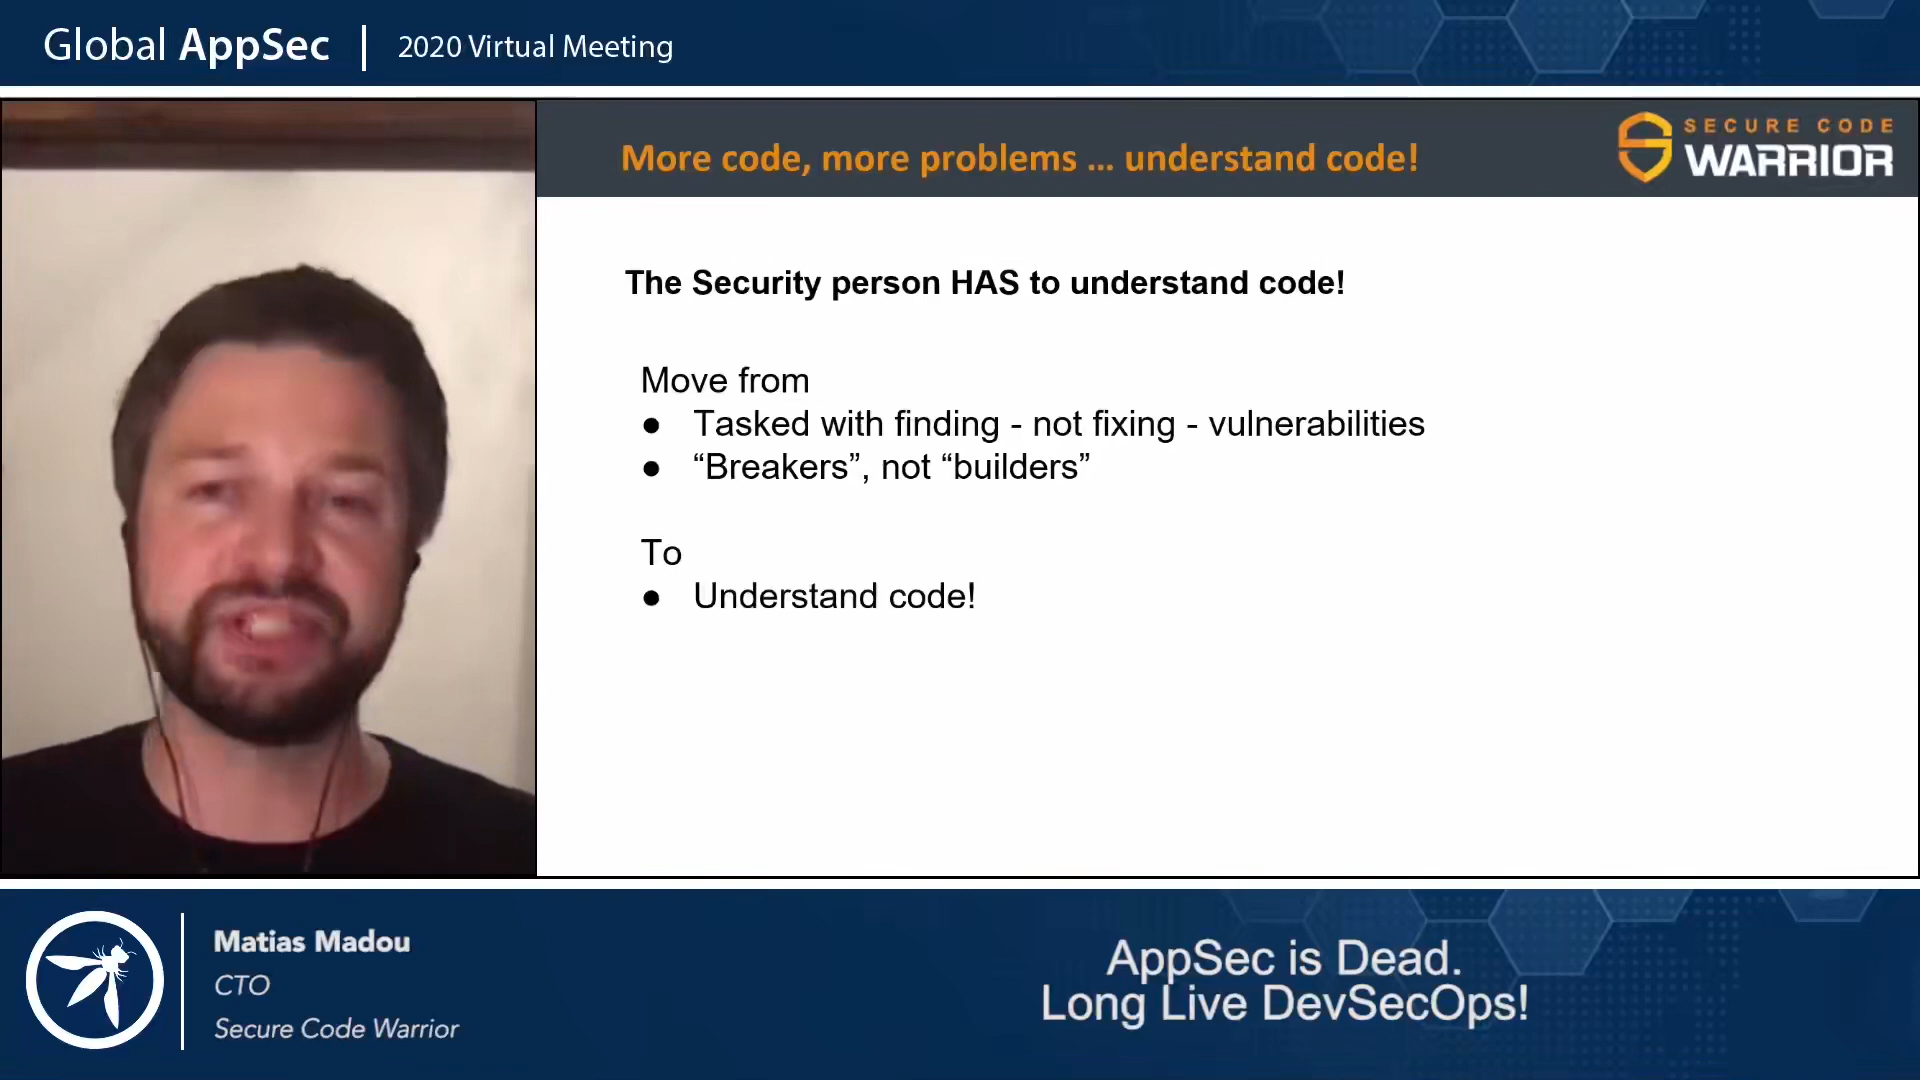 Global AppSec | 2020 Virtual Meeting
More code, more problems ... understand code!
SECURE CODE
WARRIOR
The Security person HAS to understand code!
Move from
● Tasked with finding - not fixing - vulnerabilities
● “Breakers”, not “builders”
To
● Understand code!
Matias Madou
CTO
Secure Code Warrior
AppSec is Dead.
Long Live DevSecOps!